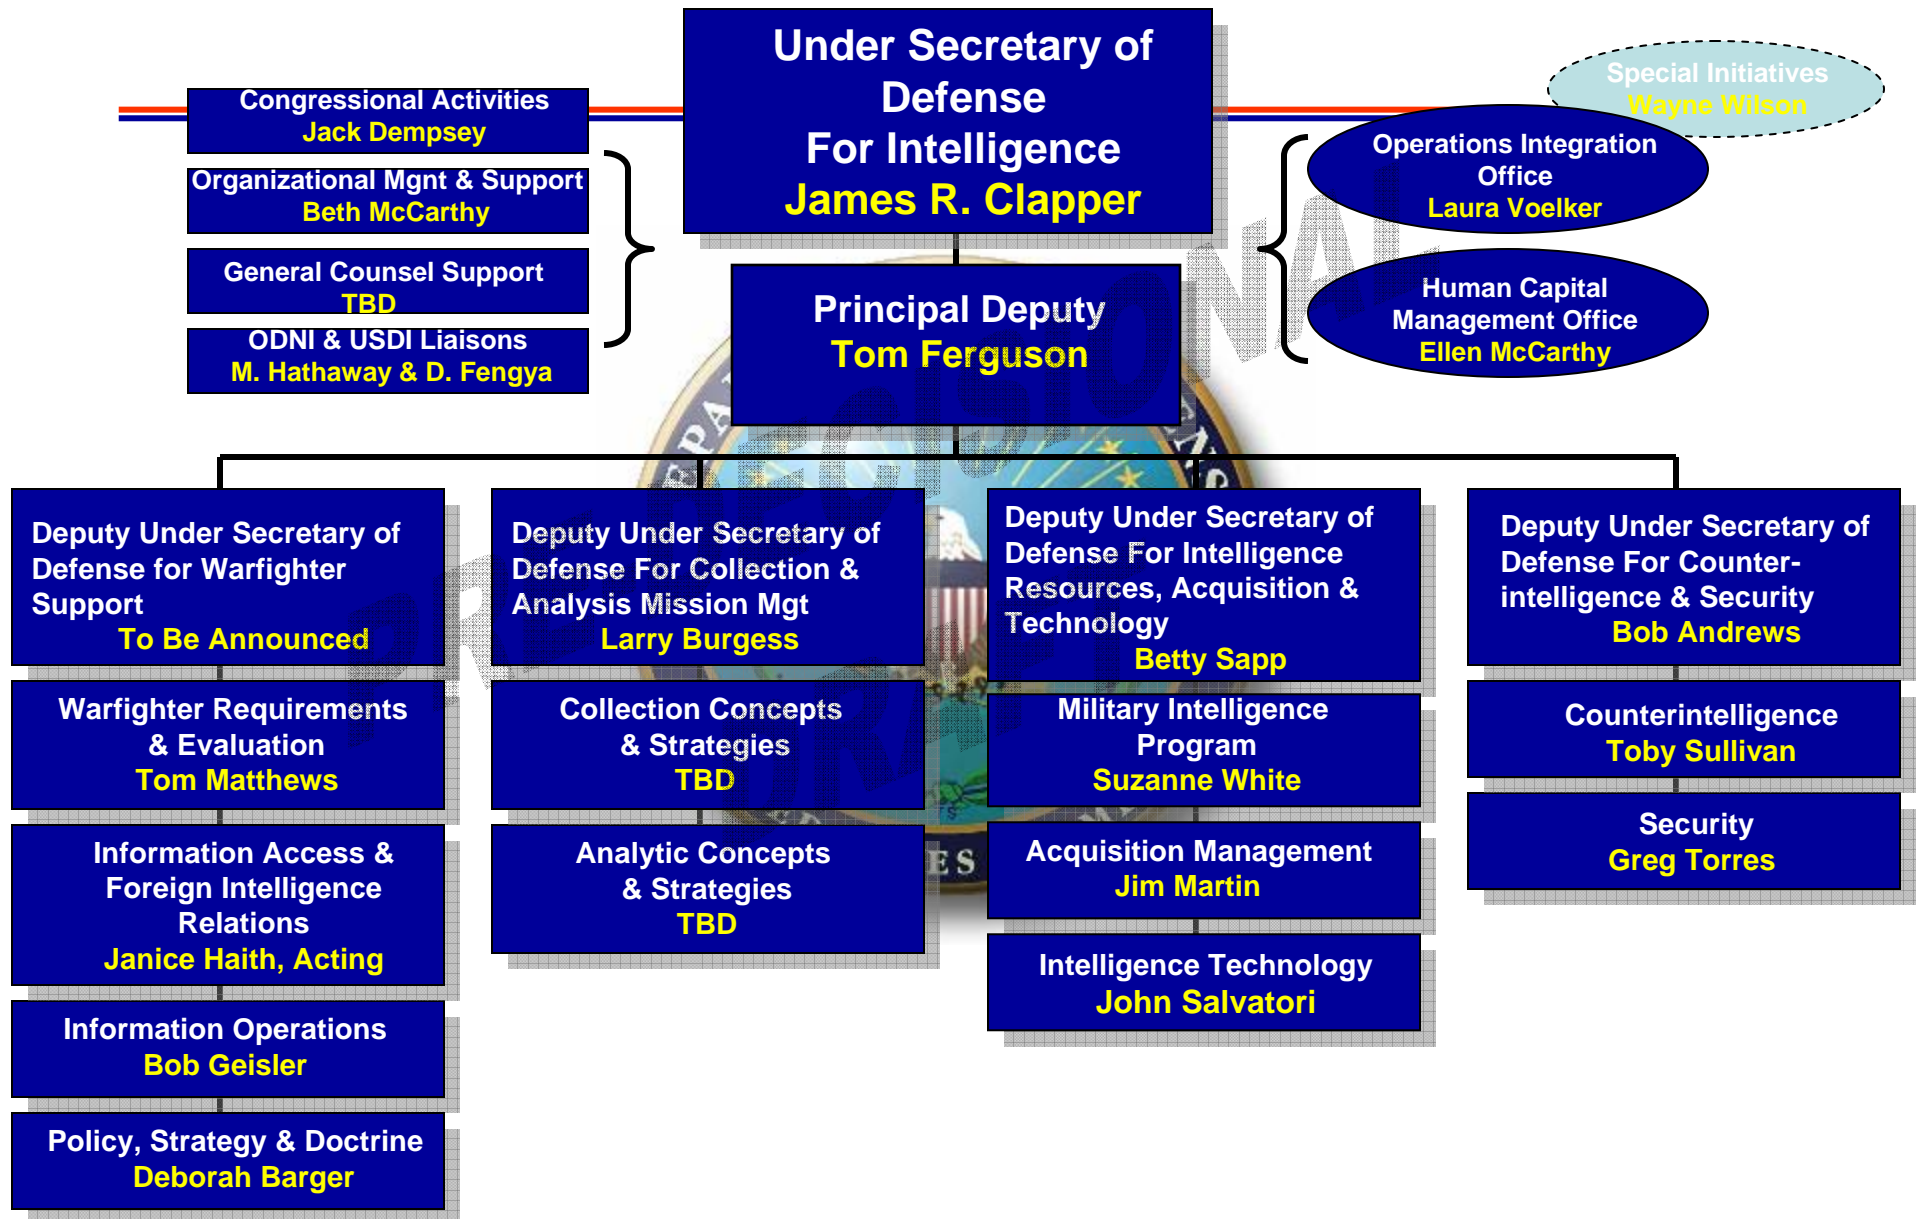 Under Secretary of
Defense
For Intelligence
James R. Clapper
Special Initiatives
Wayne Wilson
Congressional Activities
Jack Dempsey
Organizational Mgnt & Support
Beth McCarthy
General Counsel Support
TBD
ODNI & USDI Liaisons
M. Hathaway & D. Fengya
Operations Integration
Office
Laura Voelker
Human Capital
Management Office
Ellen McCarthy
Principal Deputy
Tom Ferguson
PRE-DECISIONAL
DRAFT
Deputy Under Secretary of
Defense for Warfighter
Support
To Be Announced
Warfighter Requirements
& Evaluation
Tom Matthews
Information Access &
Foreign Intelligence
Relations
Janice Haith, Acting
Information Operations
Bob Geisler
Policy, Strategy & Doctrine
Deborah Barger
Deputy Under Secretary of
Defense For Collection &
Analysis Mission Mgt
Larry Burgess
Collection Concepts
& Strategies
TBD
Analytic Concepts
& Strategies
TBD
Deputy Under Secretary of
Defense For Intelligence
Resources, Acquisition &
Technology
Betty Sapp
Military Intelligence
Program
Suzanne White
Acquisition Management
Jim Martin
Intelligence Technology
John Salvatori
Deputy Under Secretary of
Defense For Counter-
intelligence & Security
Bob Andrews
Counterintelligence
Toby Sullivan
Security
Greg Torres